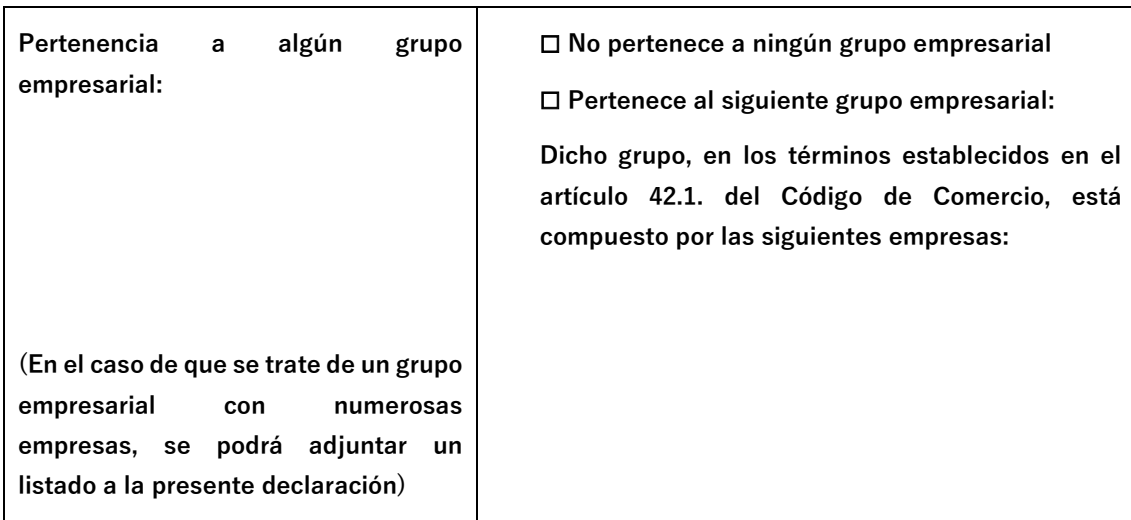 Pertenencia a algún grupo
empresarial:
(En el caso de que se trate de un grupo
empresarial con numerosas
empresas, se podrá adjuntar un
listado a la presente declaración)
☐ No pertenece a ningún grupo empresarial
☐ Pertenece al siguiente grupo empresarial:
Dicho grupo, en los términos establecidos en el
artículo 42.1. del Código de Comercio, está
compuesto por las siguientes empresas: